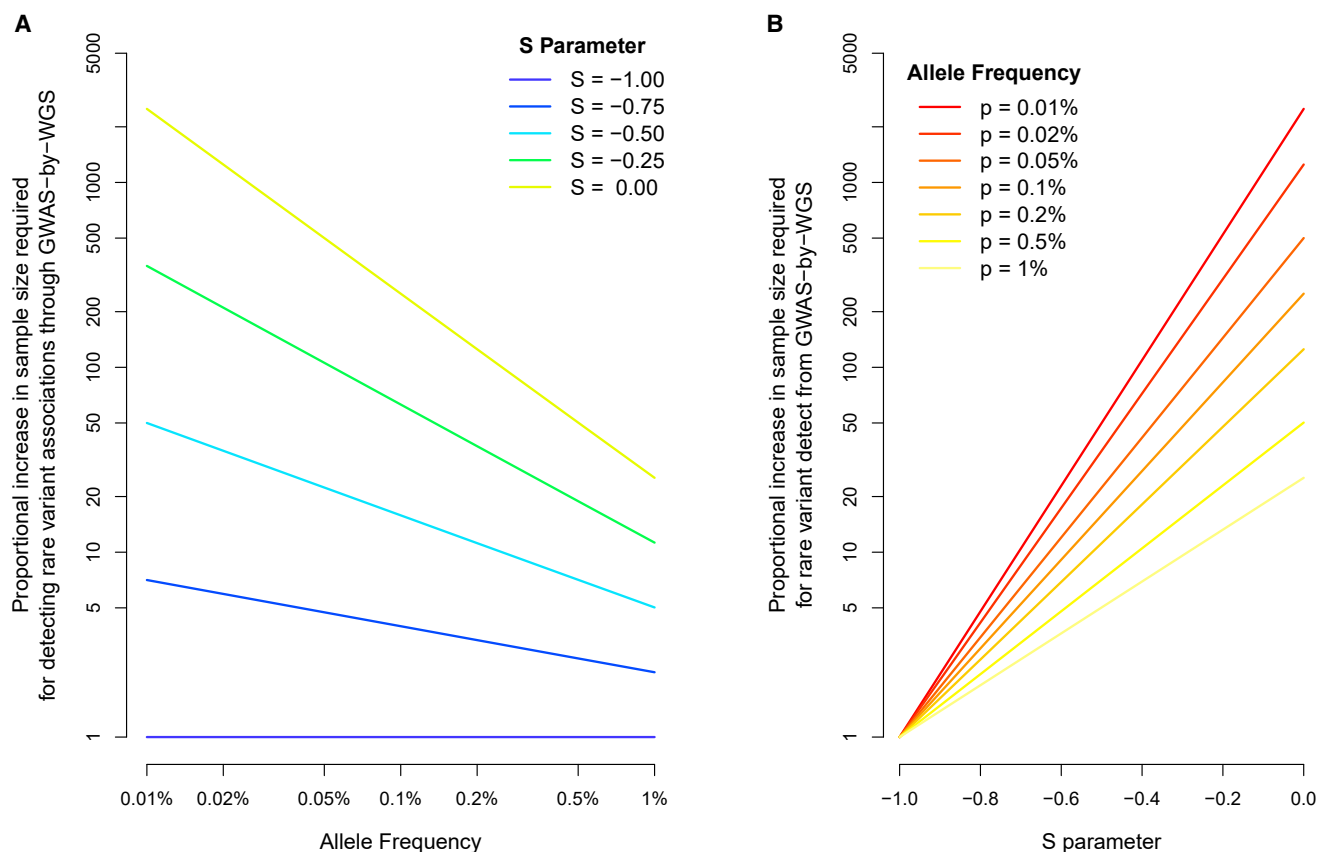 A
Proportional increase in sample size required
for detecting rare variant associations through GWAS−by−WGS
5000
1000
500
200
100
50
20
10
5
1
S Parameter
S = −1.00
S = −0.75
S = −0.50
S = −0.25
S = 0.00
0.01%
0.02%
0.05%
0.1%
0.2%
0.5%
1%
Allele Frequency
B
Proportional increase in sample size required
for rare variant detect from GWAS−by−WGS
5000
1000
500
200
100
50
20
10
5
1
Allele Frequency
p = 0.01%
p = 0.02%
p = 0.05%
p = 0.1%
p = 0.2%
p = 0.5%
p = 1%
−1.0
−0.8
−0.6
−0.4
−0.2
0.0
S parameter